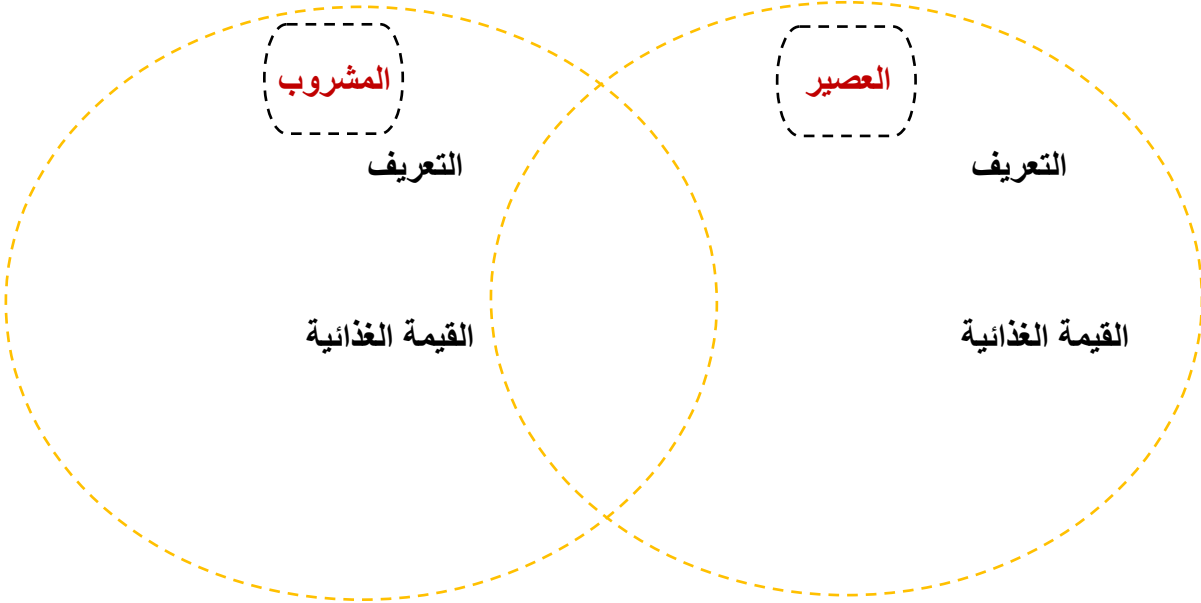 العصير
المشروب
التعريف
التعريف
القيمة الغذائية
القيمة الغذائية